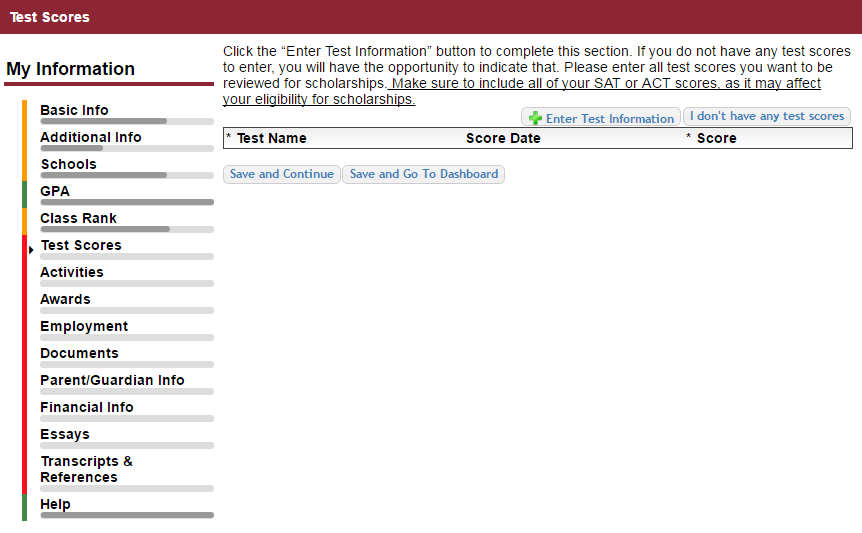 Test Scores
My Information
Basic Info
Additional Info
Schools
GPA
Class Rank
Test Scores
Activities
Awards
Employment
Documents
Parent/Guardian Info
Financial Info
Essays
Transcripts &
References
Help
Click the “Enter Test Information” button to complete this section. If you do not have any test scores
to enter, you will have the opportunity to indicate that. Please enter all test scores you want to be
reviewed for scholarships. Make sure to include all of your SAT or ACT scores, as it may affect
your eligibility for scholarships.
Enter Test Information I don't have any test scores
* Test Name Score Date * Score
Save and Continue Save and Go To Dashboard